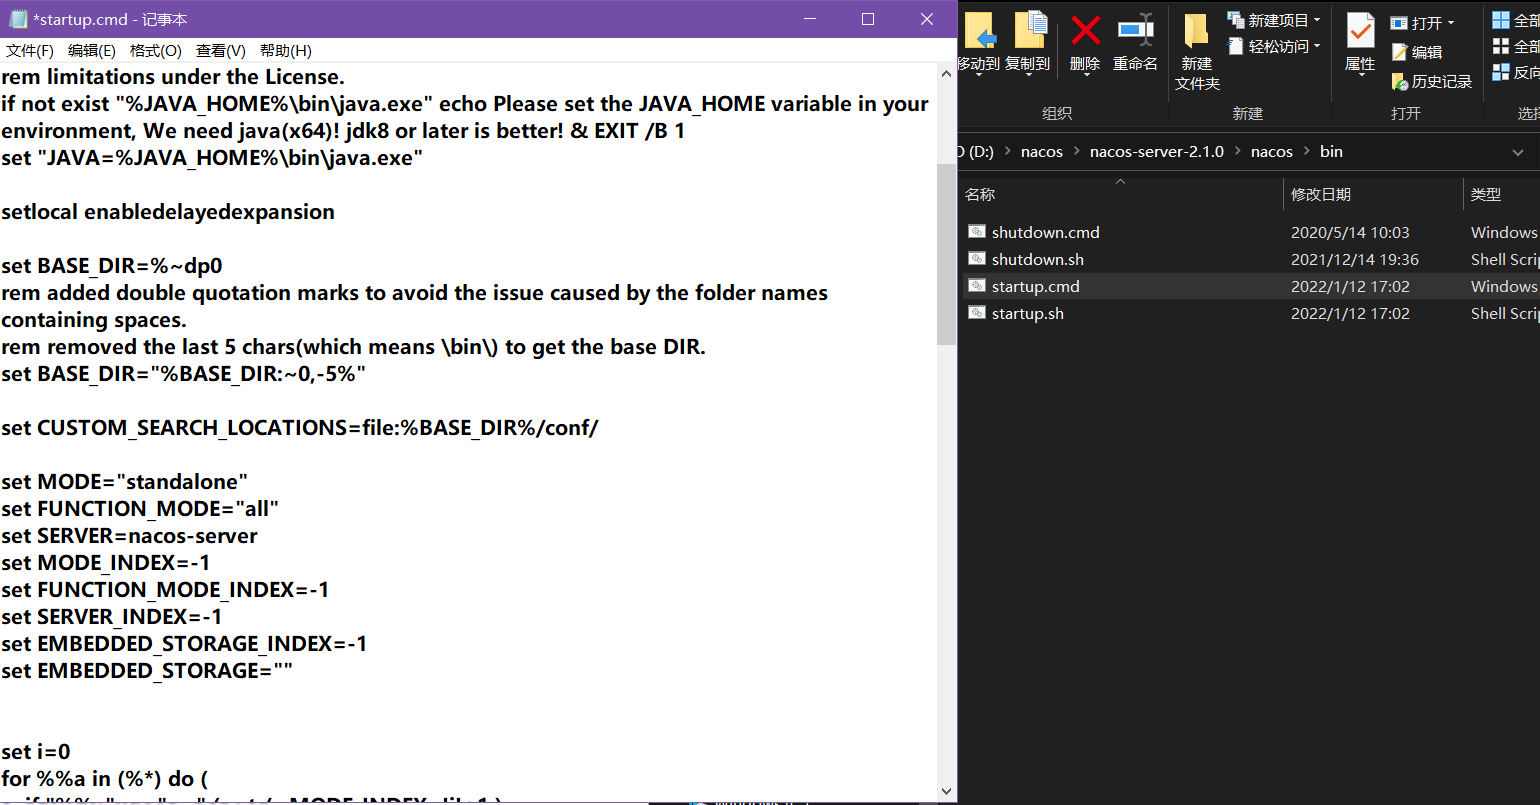 *startup.cmd - 记事本
文件(F) 编辑(E) 格式(O) 查看(V) 帮助(H)
rem limitations under the License.
if not exist "%JAVA_HOME%\bin\java.exe" echo Please set the JAVA_HOME variable in your
environment, We need java(x64)! jdk8 or later is better! & EXIT /B 1
set "JAVA=%JAVA_HOME%\bin\java.exe"
setlocal enabledelayedexpansion
set BASE_DIR=%~dp0
rem added double quotation marks to avoid the issue caused by the folder names
containing spaces.
rem removed the last 5 chars(which means \bin\) to get the base DIR.
set BASE_DIR="%BASE_DIR:~0,-5%"
set CUSTOM_SEARCH_LOCATIONS=file:%BASE_DIR%/conf/
set MODE="standalone"
set FUNCTION_MODE="all"
set SERVER=nacos-server
set MODE_INDEX=-1
set FUNCTION_MODE_INDEX=-1
set SERVER_INDEX=-1
set EMBEDDED_STORAGE_INDEX=-1
set EMBEDDED_STORAGE=""
set i=0
for %%a in (%*) do (
移动到 复制到 删除 重命名
组织
新建
文件夹
新建项目
轻松访问
新建
属性
打开
编辑
历史记录
打开
全部
全部
反向
选择
(D:) nacos nacos-server-2.1.0 nacos bin
名称 修改日期 类型
shutdown.cmd 2020/5/14 10:03 Windows
shutdown.sh 2021/12/14 19:36 Shell Scri
startup.cmd 2022/1/12 17:02 Windows
startup.sh 2022/1/12 17:02 Shell Scri